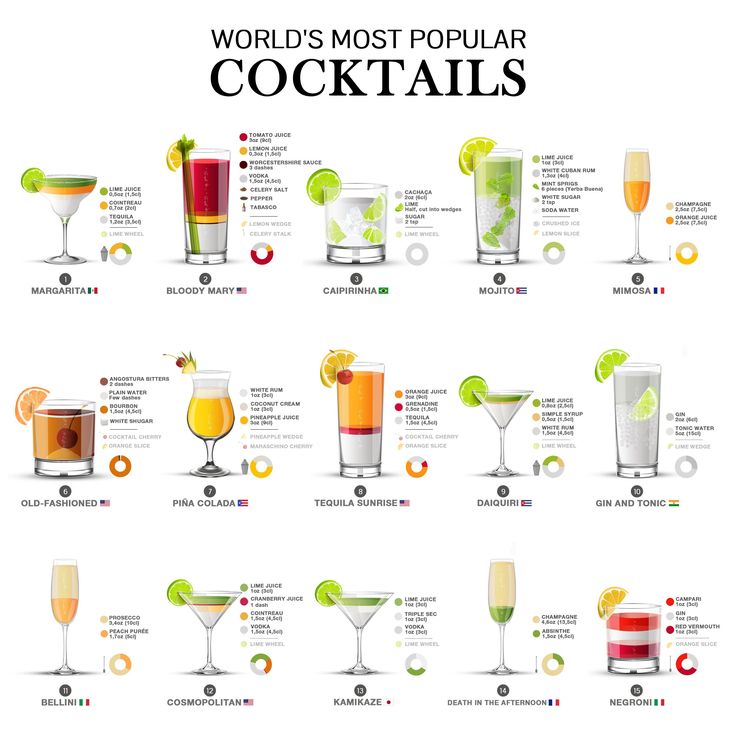 WORLD'S MOST POPULAR
COCKTAILS
LIME JUICE
0,5oz (1,5cl)
COINTREAU
0,7oz (2cl)
TEQUILA
1,2oz (3,5cl)
LIME WHEEL
1
MARGARITA
TOMATO JUICE
3oz (9cl)
LEMON JUICE
0,3oz (1,5cl)
WORCESTERSHIRE SAUCE
3 dashes
VODKA
1,5oz (4,5cl)
CELERY SALT
PEPPER
TABASCO
LEMON WEDGE
CELERY STALK
2
BLOODY MARY
CACHAÇA
2oz (6cl)
LIME
Half, cut into wedges
SUGAR
2 tsp
LIME WHEEL
3
CAIPIRINHA
LIME JUICE
1oz (3cl)
WHITE CUBAN RUM
1,3oz (4cl)
MINT SPRIGS
6 pieces (Yerba Buena)
WHITE SUGAR
2 tsp
SODA WATER
CRUSHED ICE
LEMON SLICE
4
MOJITO
CHAMPAGNE
2,5oz (7,5cl)
ORANGE JUICE
2,5oz (7,5cl)
5
MIMOSA
ANGOSTURA BITTERS
2 dashes
PLAIN WATER
Few dashes
BOURBON
1,5oz (4,5cl)
WHITE SHUGAR
COCKTAIL CHERRY
ORANGE SLICE
6
OLD-FASHIONED
WHITE RUM
1oz (3cl)
COCONUT CREAM
1oz (3cl)
PINEAPPLE JUICE
3oz (9cl)
PINEAPPLE WEDGE
MARASCHINO CHERRY
7
PIÑA COLADA
ORANGE JUICE
3oz (9cl)
GRENADINE
0,5oz (1,5cl)
TEQUILA
1,5oz (4,5cl)
COCKTAIL CHERRY
ORANGE SLICE
8
TEQUILA SUNRISE
LIME JUICE
0,8oz (2,5cl)
SIMPLE SYRUP
0,5oz (1,5cl)
WHITE RUM
1,5oz (4,5cl)
LIME WHEEL
9
DAIQUIRI
GIN
2oz (6cl)
TONIC WATER
5oz (15cl)
LIME WEDGE
10
GIN AND TONIC
PROSECCO
3,4oz (10cl)
PEACH PURÉE
1,7oz (5cl)
11
BELLINI
LIME JUICE
1oz (3cl)
CRANBERRY JUICE
1 dash
COINTREAU
1,5oz (4,5cl)
VODKA
1,5oz (4,5cl)
LIME WHEEL
12
COSMOPOLITAN
LIME JUICE
1oz (3cl)
TRIPLE SEC
1oz (3cl)
VODKA
1oz (3cl)
LIME WHEEL
13
KAMIKAZE
CHAMPAGNE
4,6oz (13,5cl)
ABSINTHE
1,5oz (4,5cl)
14
DEATH IN THE AFTERNOON
CAMPARI
1oz (3cl)
GIN
1oz (3cl)
RED VERMOUTH
1oz (3cl)
ORANGE SLICE
15
NEGRONI